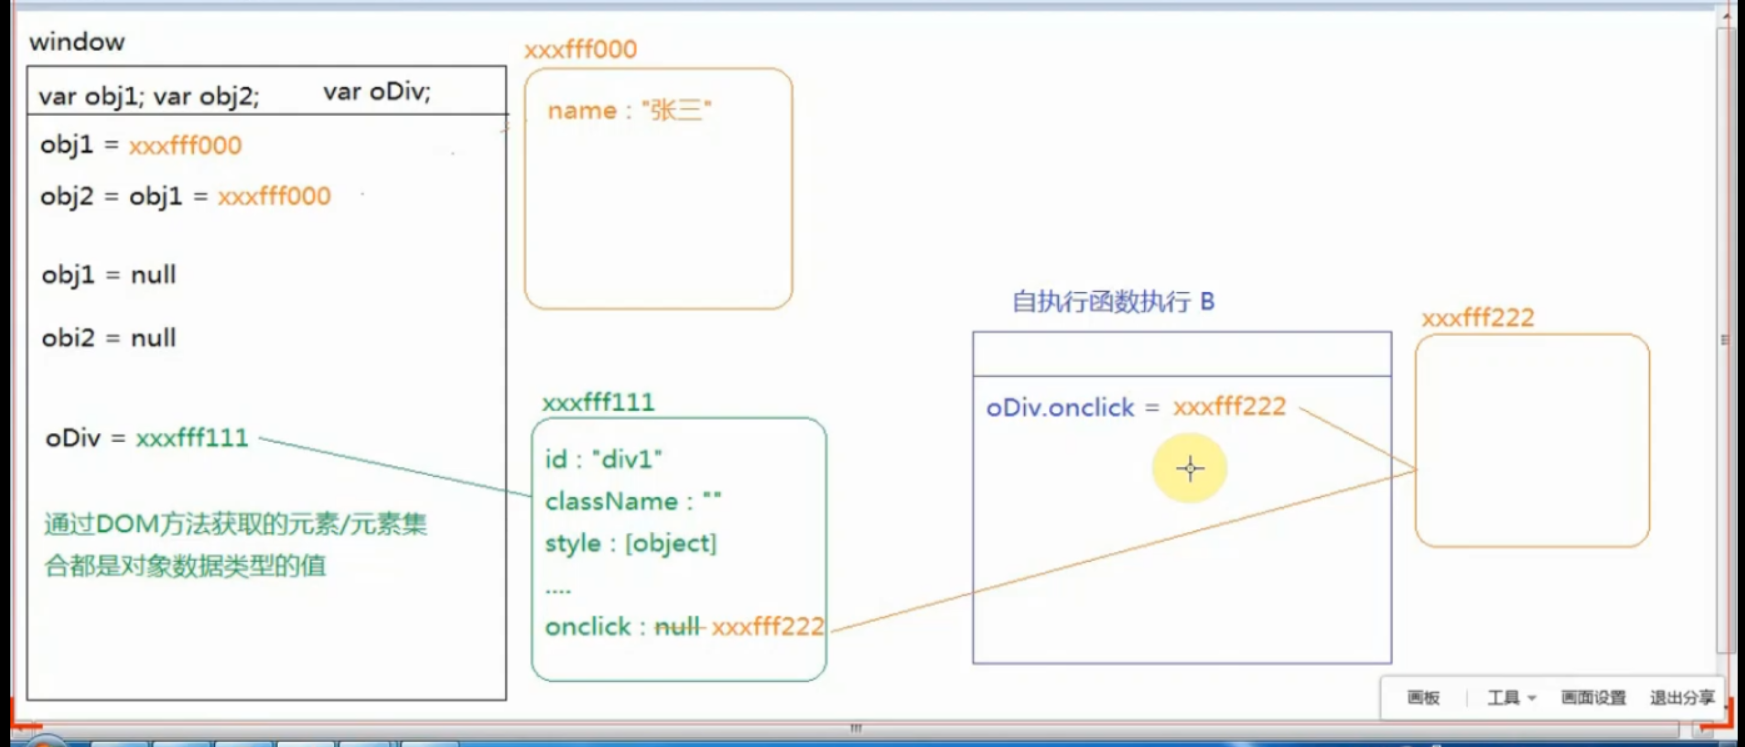 window
var obj1; var obj2; var oDiv;
obj1 = xxxfff000
obj2 = obj1 = xxxfff000
obj1 = null
obi2 = null
oDiv = xxxfff111
通过DOM方法获取的元素/元素集
合都是对象数据类型的值
xxxfff000
name : "张三"
xxxfff111
id : "div1"
className : ""
style : [object]
....
onclick : null xxxfff222
自执行函数执行 B
oDiv.onclick = xxxfff222
xxxfff222
画板 工具 画面设置 退出分享